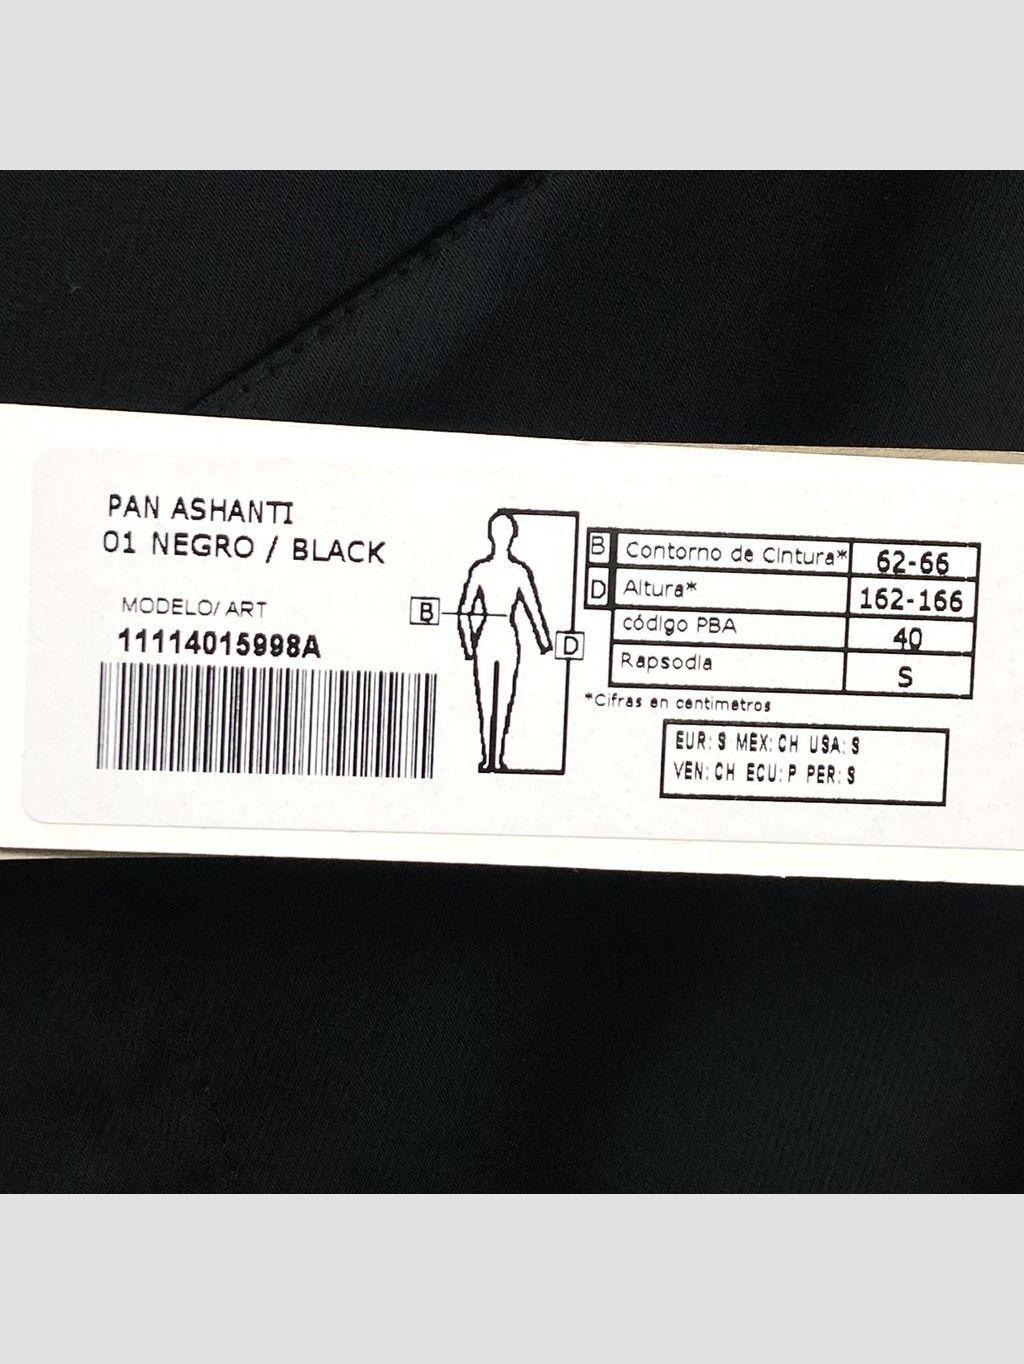 PAN ASHANTI
01 NEGRO / BLACK
MODELO/ ART
11114015998A
B
D
B Contorno de Cintura* 62-66
D Altura* 162-166
código PBA 40
Rapsodia S
*Cifras en centimetros
EUR: S MEX: CH USA: S
VEN: CH ECU: P PER: S